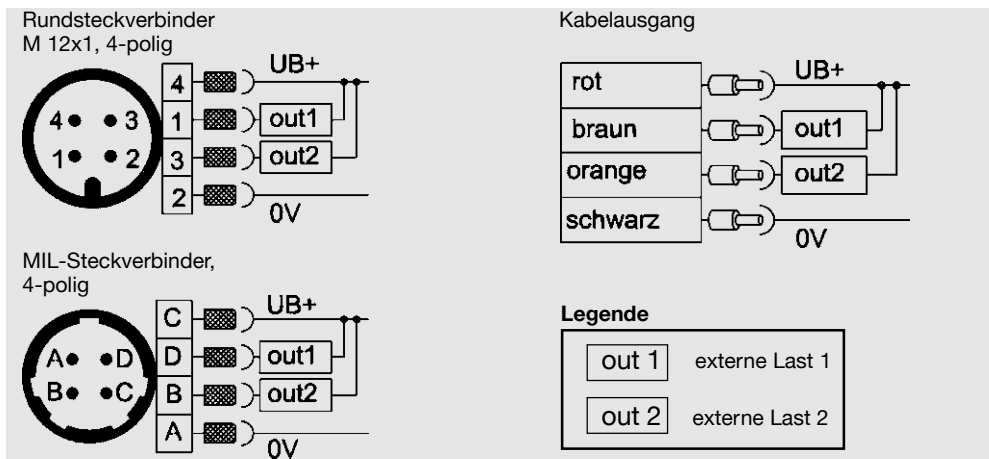 Rundsteckverbinder
M 12x1, 4-polig
4 3
1 2
4 UB+
1 out1
3 out2
2 0V
MIL-Steckverbinder,
4-polig
A D
B C
C UB+
D out1
B out2
A 0V
Kabelausgang
rot UB+
braun out1
orange out2
schwarz 0V
Legende
out 1 externe Last 1
out 2 externe Last 2